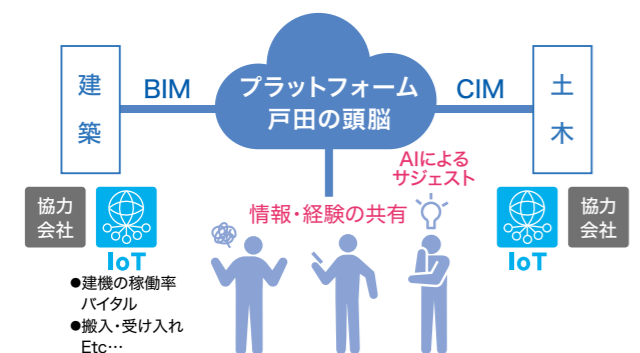 プラットフォーム
戸田の頭脳
建築
BIM
CIM
土木
AIによる
サジェスト
情報・経験の共有
協力
会社
IoT
IoT
協力
会社
●建機の稼働率
バイタル
●搬入・受け入れ
Etc…